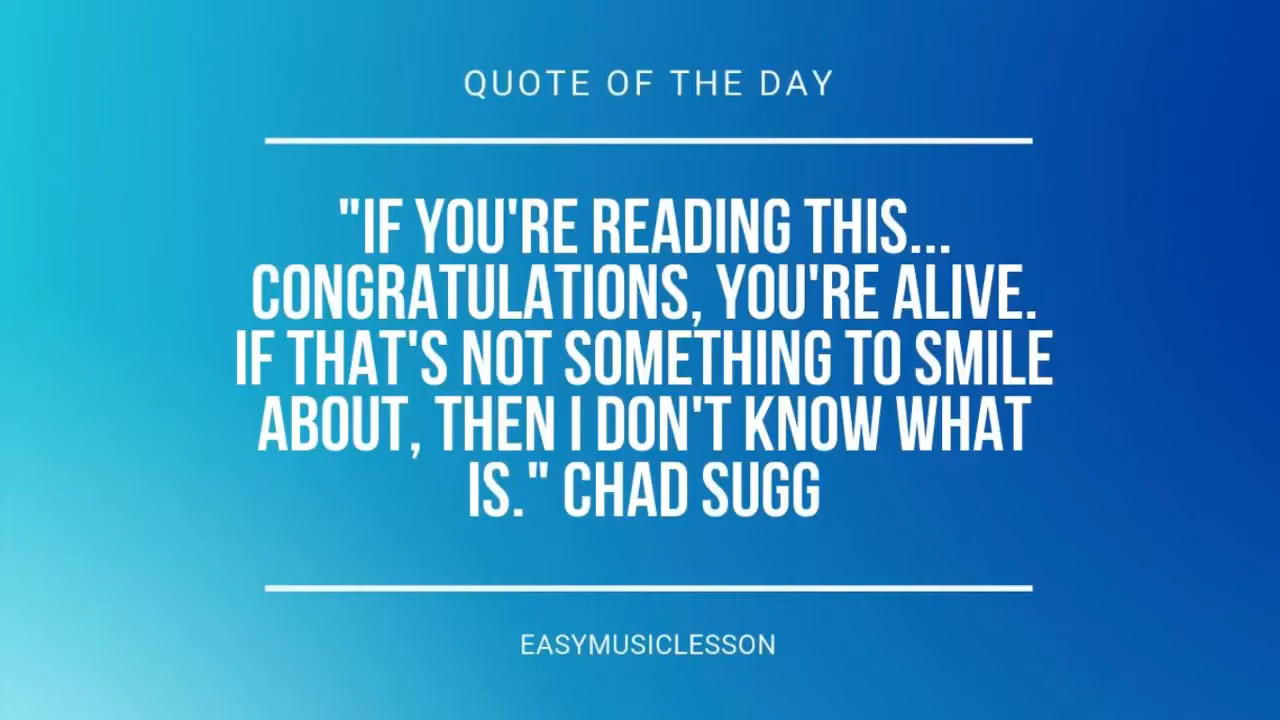 QUOTE OF THE DAY
"IF YOU'RE READING THIS...
CONGRATULATIONS, YOU'RE ALIVE.
IF THAT'S NOT SOMETHING TO SMILE
ABOUT, THEN I DON'T KNOW WHAT
IS." CHAD SUGG
EASYMUSICLESSON